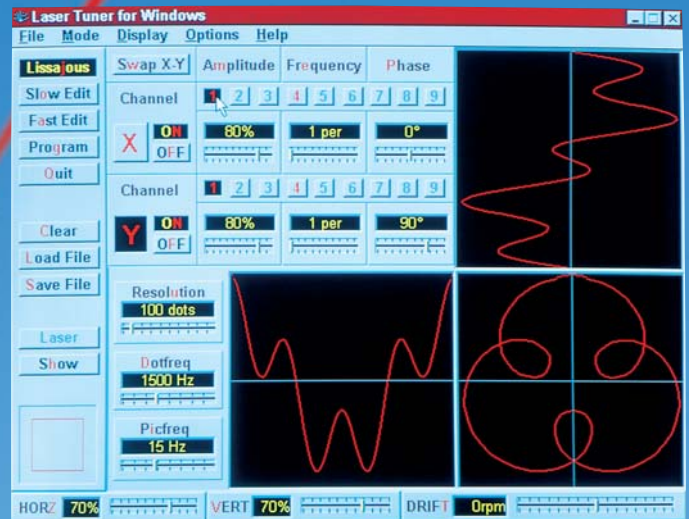 Laser Tuner for Windows
File Mode Display Options Help
Lissajous
Slow Edit
Fast Edit
Program
Quit
Clear
Load File
Save File
Laser
Show
Swap X-Y Amplitude Frequency Phase
Channel 1 2 3 4 5 6 7 8 9
X ON OFF 80% 1 per 0°
Channel 1 2 3 4 5 6 7 8 9
Y ON OFF 80% 1 per 90°
Resolution
100 dots
Dotfreq
1500 Hz
Picfreq
15 Hz
HORZ 70% VERT 70% DRIFT 0rpm